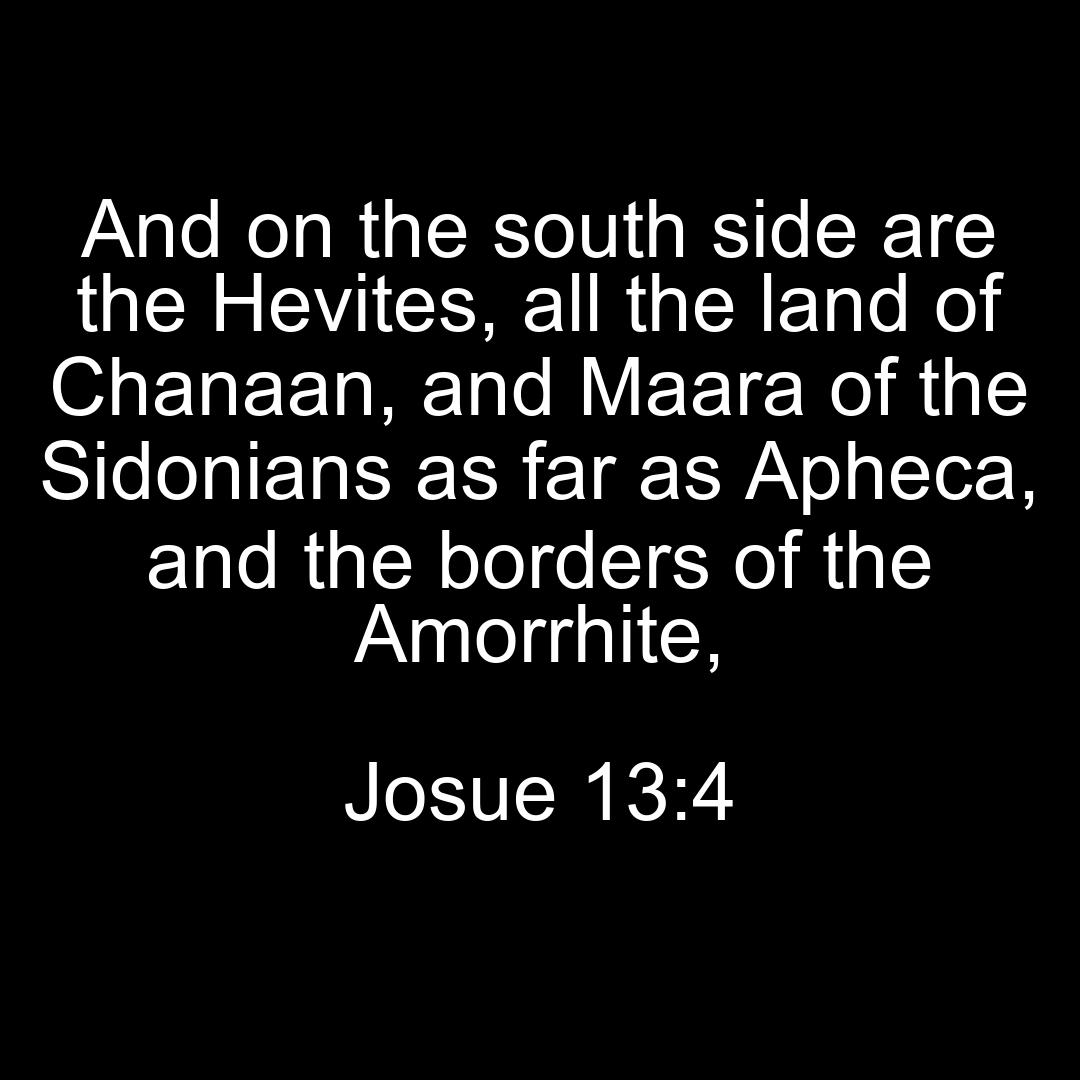 And on the south side are
the Hevites, all the land of
Chanaan, and Maara of the
Sidonians as far as Apheca,
and the borders of the
Amorrhite,
Josue 13:4